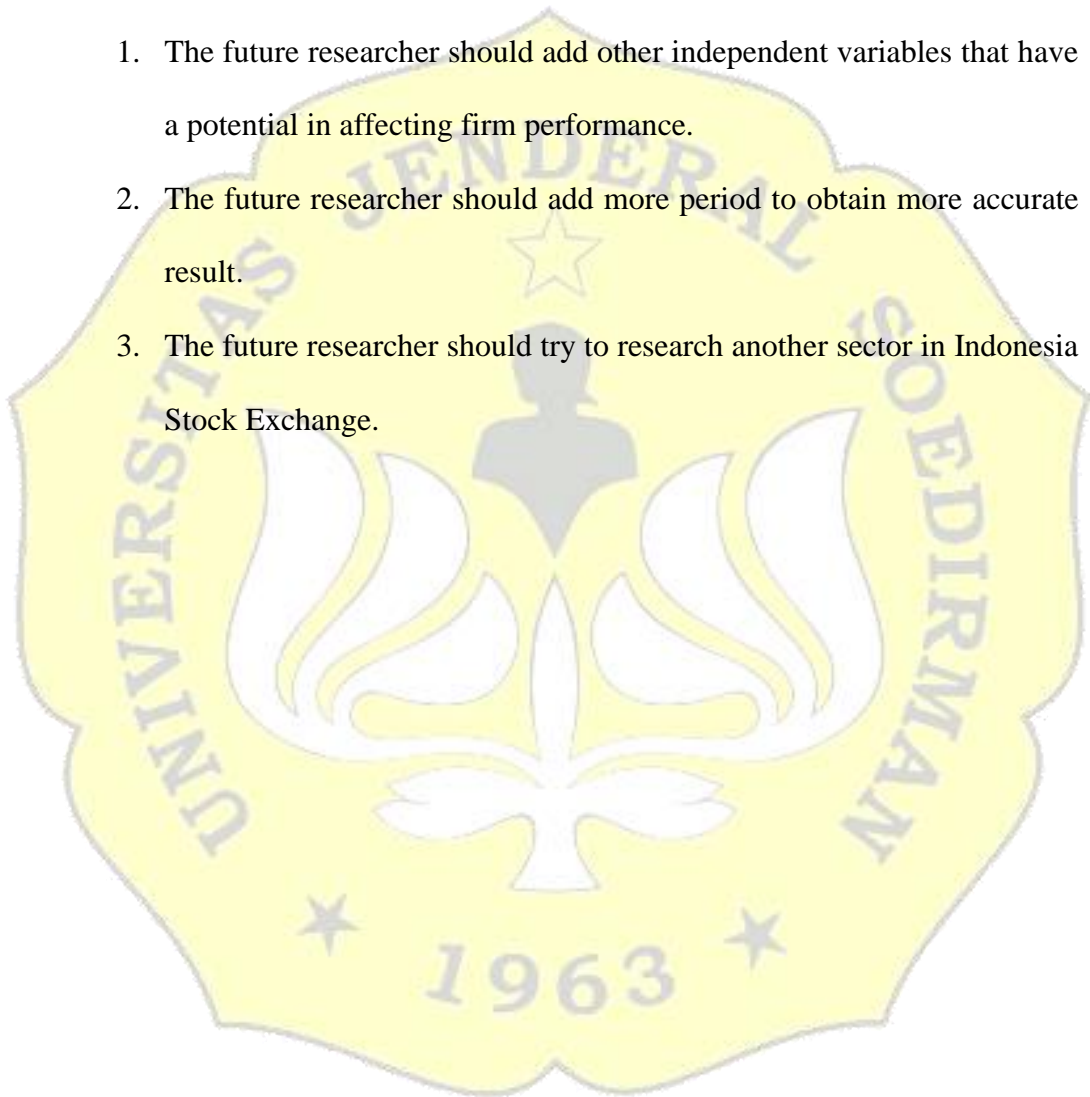 1. The future researcher should add other independent variables that have
a potential in affecting firm performance.
2. The future researcher should add more period to obtain more accurate
result.
3. The future researcher should try to research another sector in Indonesia
Stock Exchange.
UNIVERSITAS JENDERAL SOEDIRMAN
1963